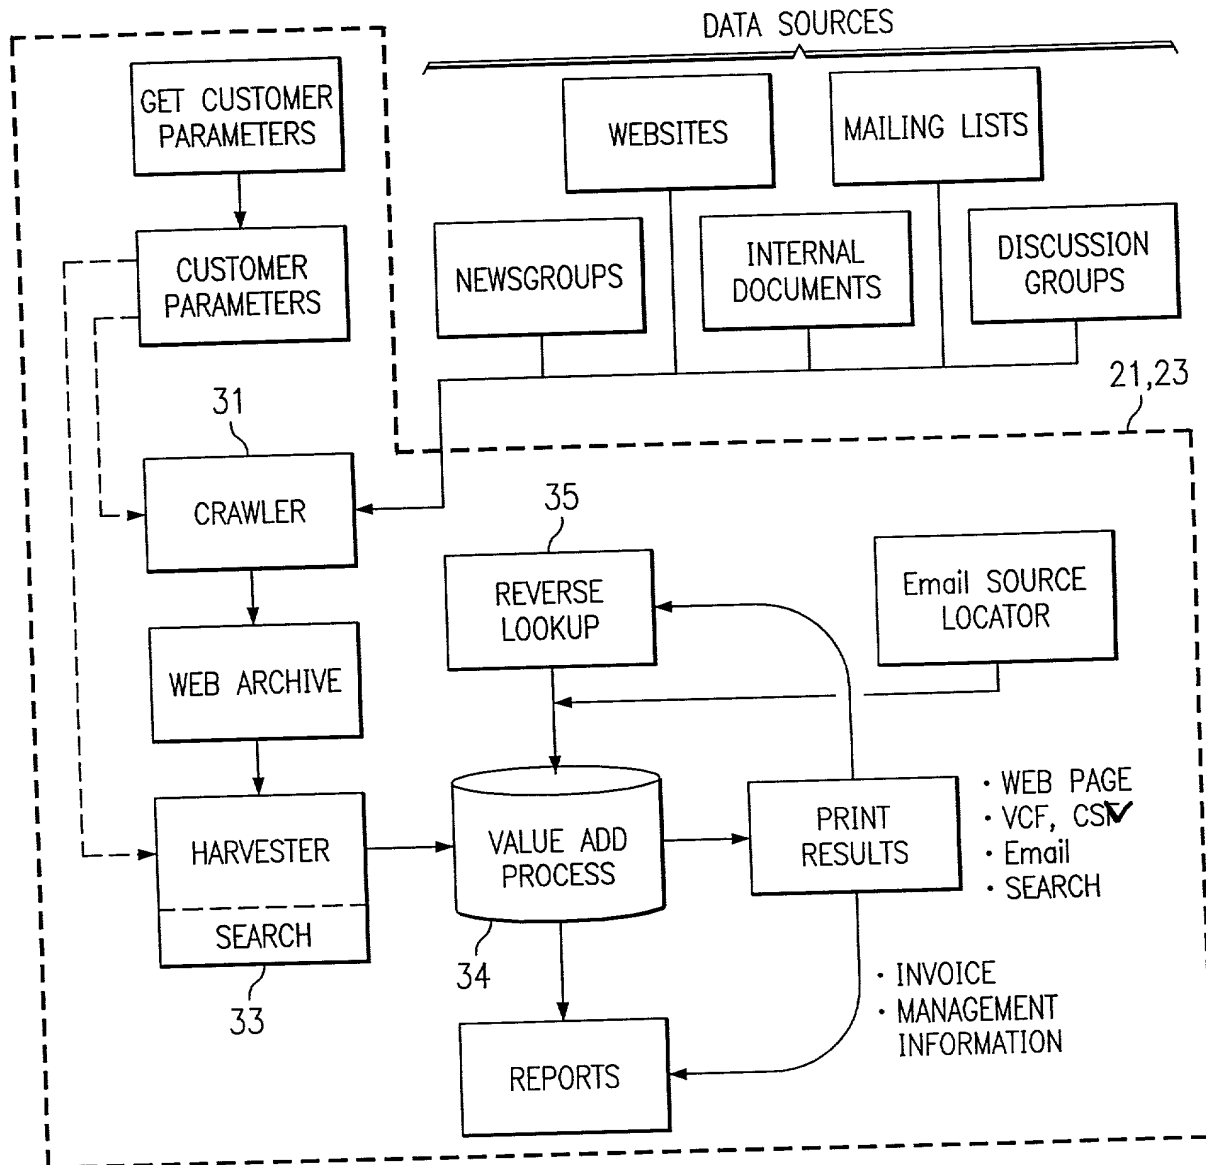 DATA SOURCES
GET CUSTOMER
PARAMETERS
WEBSITES
MAILING LISTS
CUSTOMER
PARAMETERS
NEWSGROUPS
INTERNAL
DOCUMENTS
DISCUSSION
GROUPS
21,23
31
CRAWLER
35
REVERSE
LOOKUP
Email SOURCE
LOCATOR
WEB ARCHIVE
HARVESTER
SEARCH
33
VALUE ADD
PROCESS
34
PRINT
RESULTS
· WEB PAGE
· VCF, CSV
· Email
· SEARCH
· INVOICE
· MANAGEMENT
INFORMATION
REPORTS